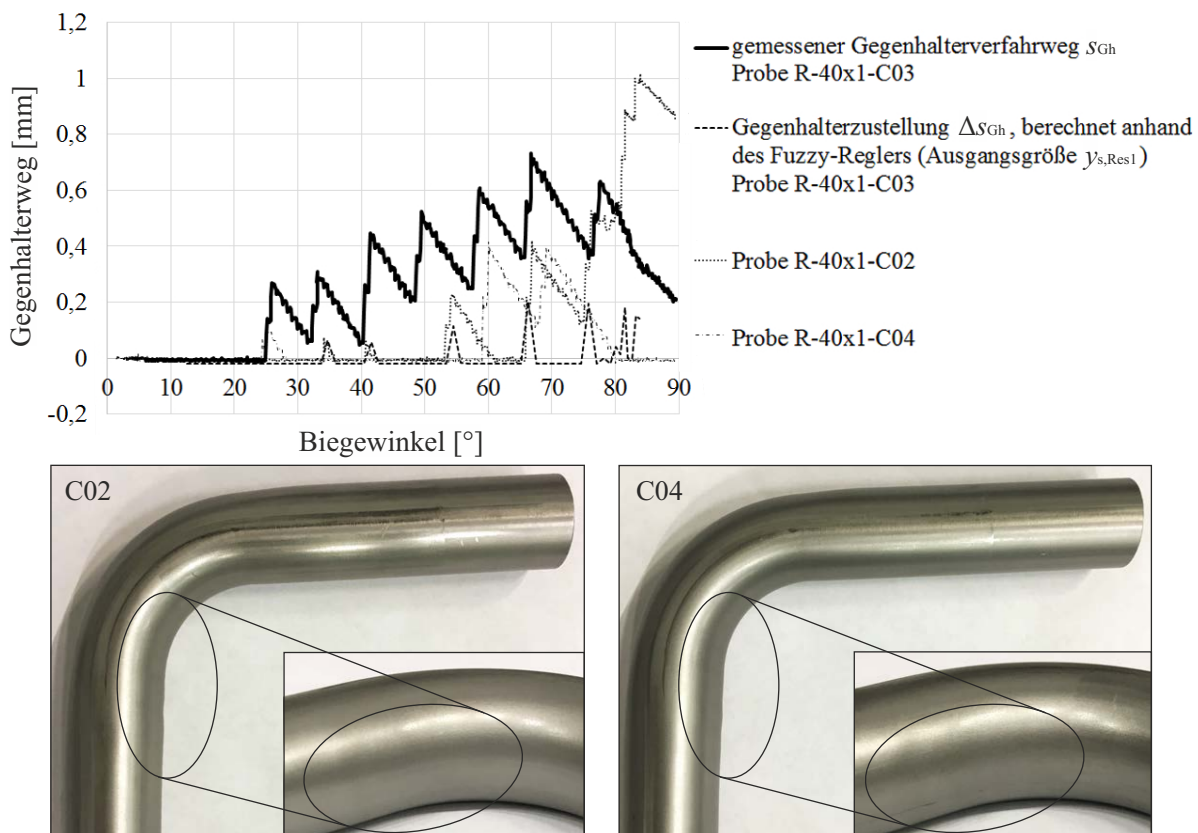 1,2
1
0,8
0,6
0,4
0,2
0
-0,2
Gegenhalterweg [mm]
0 10 20 30 40 50 60 70 80 90
Biegewinkel [°]
gemessener Gegenhalterverfahrweg sGh
Probe R-40x1-C03
Gegenhalterzustellung ΔsGh , berechnet anhand
des Fuzzy-Reglers (Ausgangsgröße ys,Res1)
Probe R-40x1-C03
Probe R-40x1-C02
Probe R-40x1-C04
C02
C04